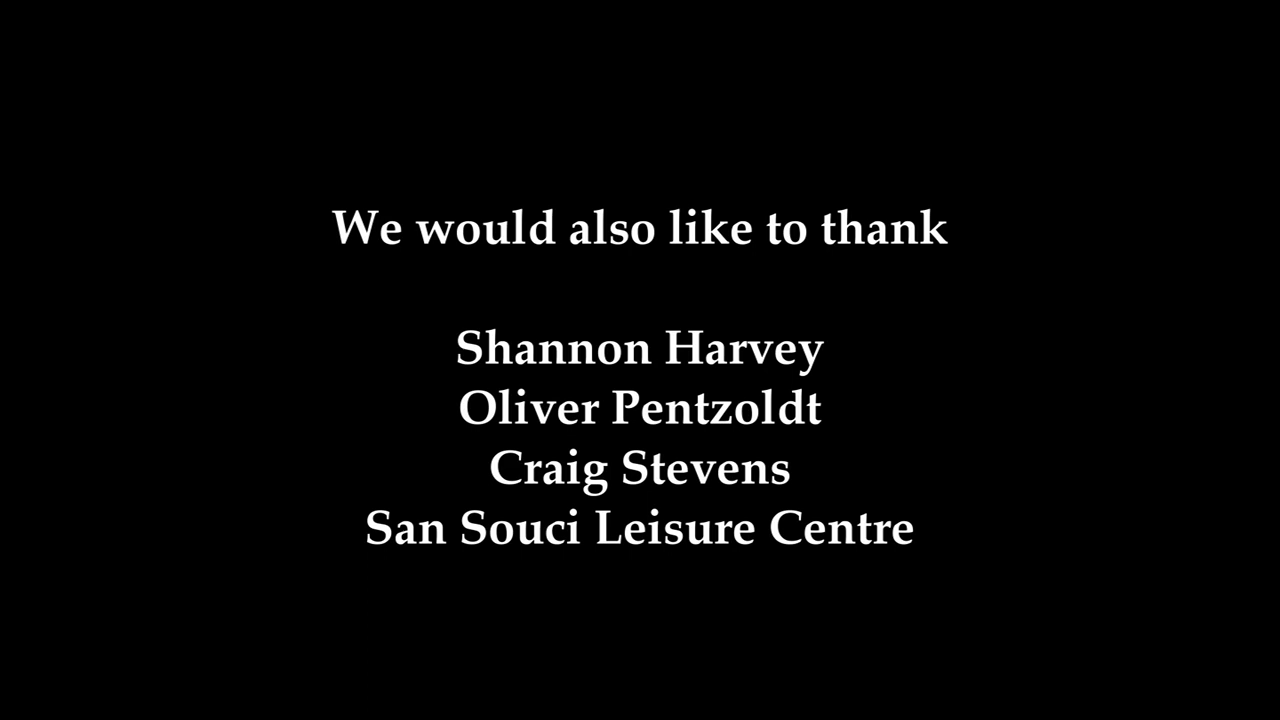 We would also like to thank
Shannon Harvey
Oliver Pentzoldt
Craig Stevens
San Souci Leisure Centre